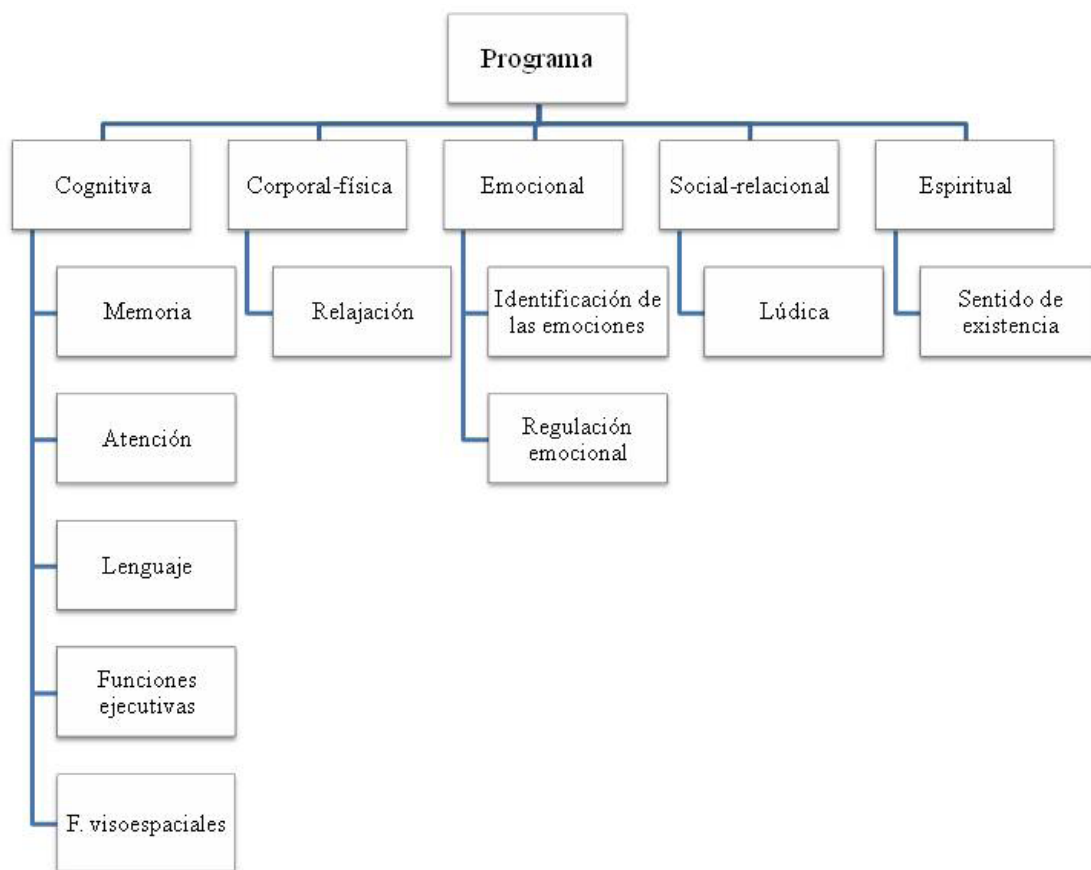 Programa
Cognitiva
Corporal-física
Emocional
Social-relacional
Espiritual
Memoria
Atención
Lenguaje
Funciones
ejecutivas
F. visoespaciales
Relajación
Identificación de
las emociones
Regulación
emocional
Lúdica
Sentido de
existencia